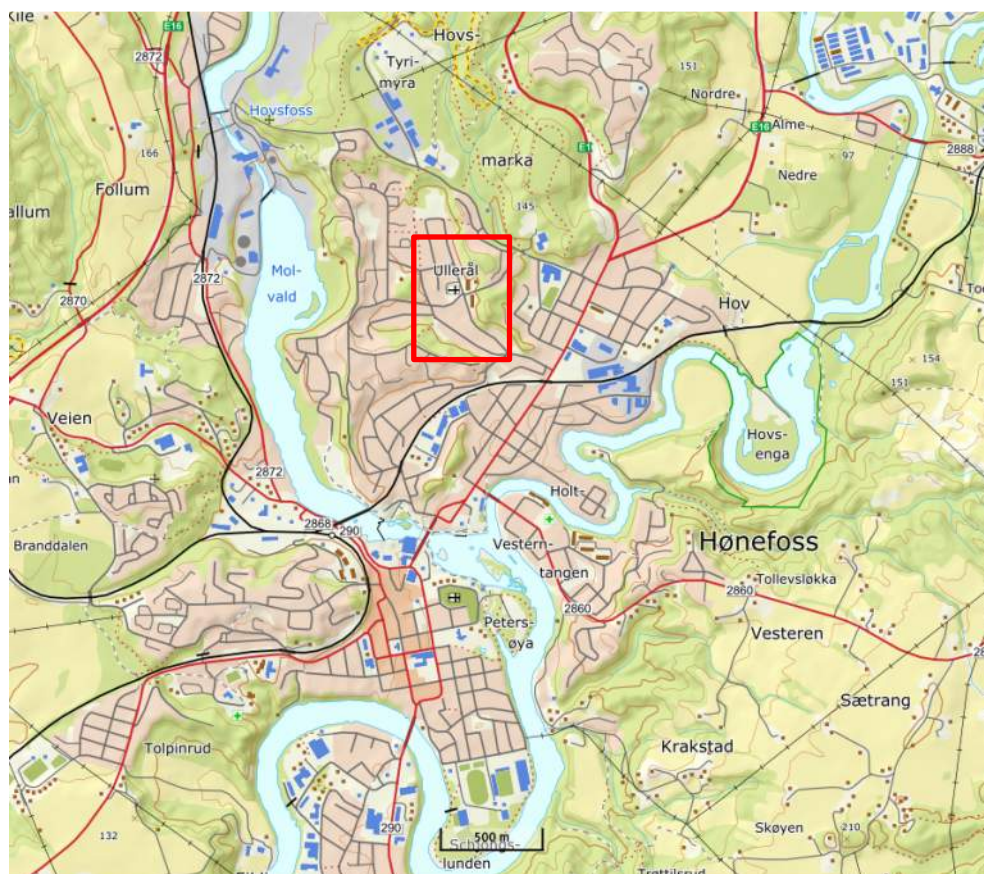 Kile
E16
2872
Hovs-
Tyri-
myra
151
Nordre
Hovsfoss
E16
Alme
166
marka
E1
97
2888
Follum
Nedre
allum
145
Ullerål
2872
Mol-
vald
2870
Hov
154
151
Veien
Hovs-
enga
2872
Holt-
2868
290
Branddalen
Vestern-
tangen
Hønefoss
Tollevsløkka
2860
2860
Peters-
øya
Vesteren
Sætrang
Tolpinrud
Krakstad
132
290
500 m
Skøyen
210
lunden